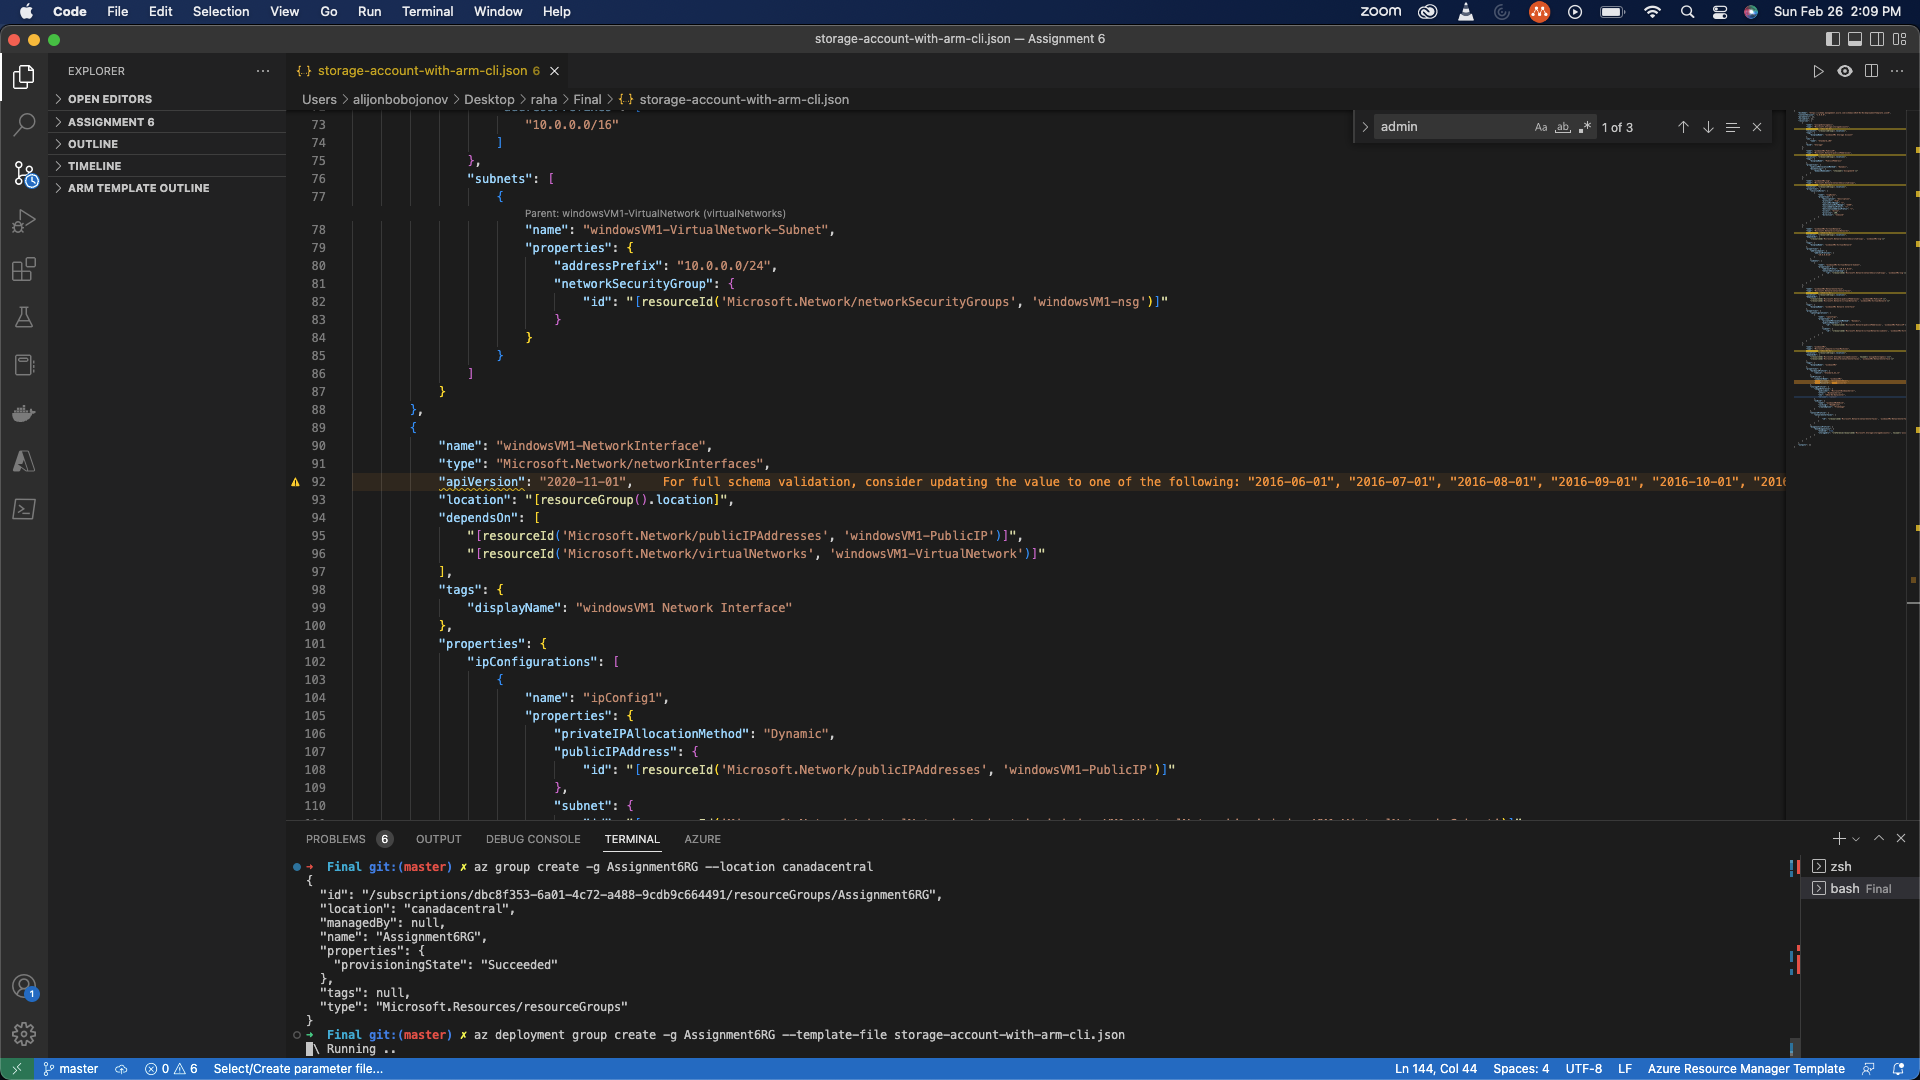 Code File Edit Selection View Go Run Terminal Window Help zoom Sun Feb 26 2:09 PM
storage-account-with-arm-cli.json — Assignment 6
EXPLORER
OPEN EDITORS
ASSIGNMENT 6
OUTLINE
TIMELINE
ARM TEMPLATE OUTLINE
{..} storage-account-with-arm-cli.json 6
Users > alijonbobojonov > Desktop > raha > Final > {..} storage-account-with-arm-cli.json
admin Aa ab .* 1 of 3
73 "10.0.0.0/16"
74 ]
75 },
76 "subnets": [
77 {
Parent: windowsVM1-VirtualNetwork (virtualNetworks)
78 "name": "windowsVM1-VirtualNetwork-Subnet",
79 "properties": {
80 "addressPrefix": "10.0.0.0/24",
81 "networkSecurityGroup": {
82 "id": "[resourceId('Microsoft.Network/networkSecurityGroups', 'windowsVM1-nsg')]"
83 }
84 }
85 }
86 ]
87 }
88 },
89 {
90 "name": "windowsVM1-NetworkInterface",
91 "type": "Microsoft.Network/networkInterfaces",
92 "apiVersion": "2020-11-01", For full schema validation, consider updating the value to one of the following: "2016-06-01", "2016-07-01", "2016-08-01", "2016-09-01", "2016-10-01", "2016
93 "location": "[resourceGroup().location]",
94 "dependsOn": [
95 "[resourceId('Microsoft.Network/publicIPAddresses', 'windowsVM1-PublicIP')]",
96 "[resourceId('Microsoft.Network/virtualNetworks', 'windowsVM1-VirtualNetwork')]"
97 ],
98 "tags": {
99 "displayName": "windowsVM1 Network Interface"
100 },
101 "properties": {
102 "ipConfigurations": [
103 {
104 "name": "ipConfig1",
105 "properties": {
106 "privateIPAllocationMethod": "Dynamic",
107 "publicIPAddress": {
108 "id": "[resourceId('Microsoft.Network/publicIPAddresses', 'windowsVM1-PublicIP')]"
109 },
110 "subnet": {
PROBLEMS 6 OUTPUT DEBUG CONSOLE TERMINAL AZURE
→ Final git:(master) ✗ az group create -g Assignment6RG --location canadacentral
{
"id": "/subscriptions/dbc8f353-6a01-4c72-a488-9cdb9c664491/resourceGroups/Assignment6RG",
"location": "canadacentral",
"managedBy": null,
"name": "Assignment6RG",
"properties": {
"provisioningState": "Succeeded"
},
"tags": null,
"type": "Microsoft.Resources/resourceGroups"
}
→ Final git:(master) ✗ az deployment group create -g Assignment6RG --template-file storage-account-with-arm-cli.json
\ Running ..
zsh
bash Final
1
master 0 6 Select/Create parameter file... Ln 144, Col 44 Spaces: 4 UTF-8 LF Azure Resource Manager Template